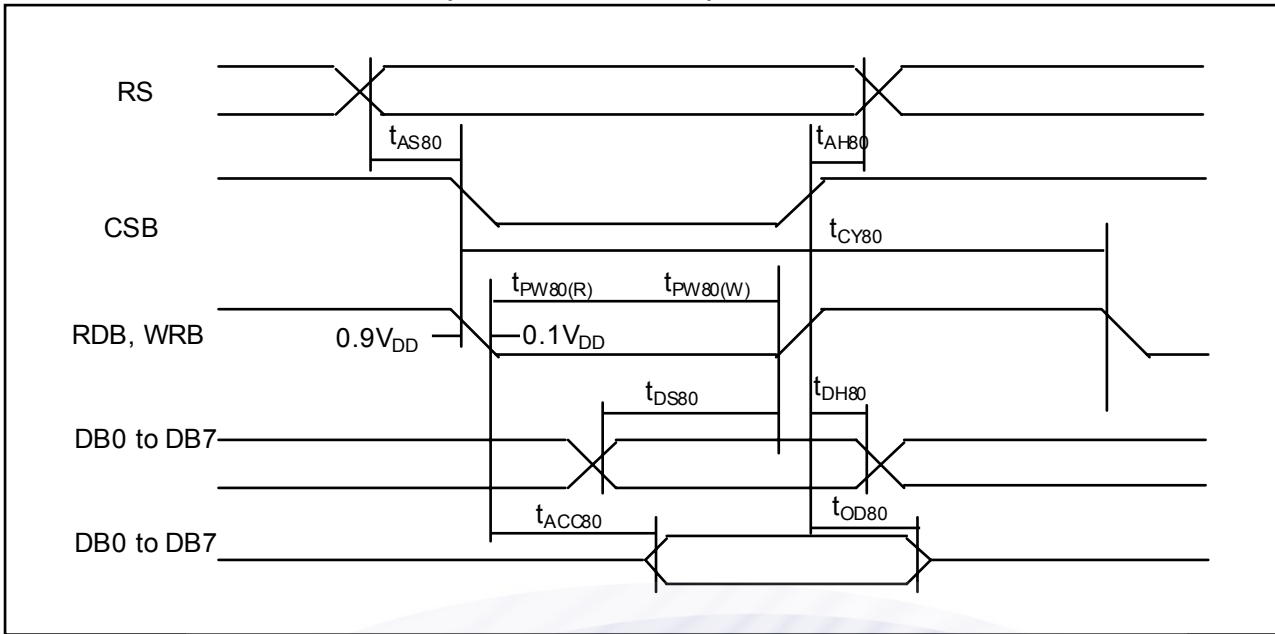 RS
tAS80
tAH80
CSB
tCY80
tPW80(R)
tPW80(W)
RDB, WRB
0.9VDD
0.1VDD
tDS80
tDH80
DB0 to DB7
tACC80
tOD80
DB0 to DB7